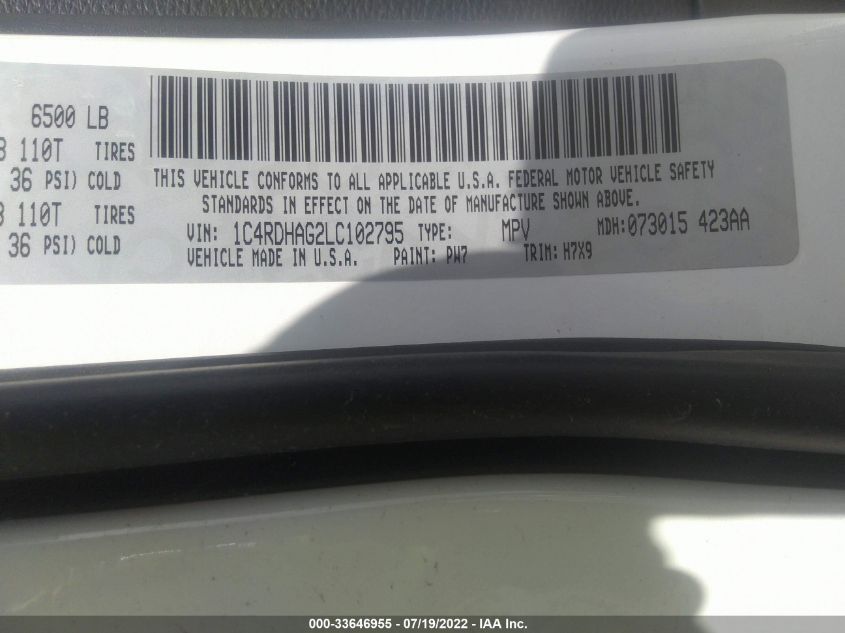 6500 LB
110T TIRES
36 PSI) COLD
110T TIRES
36 PSI) COLD
THIS VEHICLE CONFORMS TO ALL APPLICABLE U.S.A. FEDERAL MOTOR VEHICLE SAFETY
STANDARDS IN EFFECT ON THE DATE OF MANUFACTURE SHOWN ABOVE.
VIN: 1C4RDHAG2LC102795 TYPE: MPV MDH: 073015 423AA
VEHICLE MADE IN U.S.A. PAINT: PW7 TRIM: H7X9
000-33646955 - 07/19/2022 - IAA Inc.